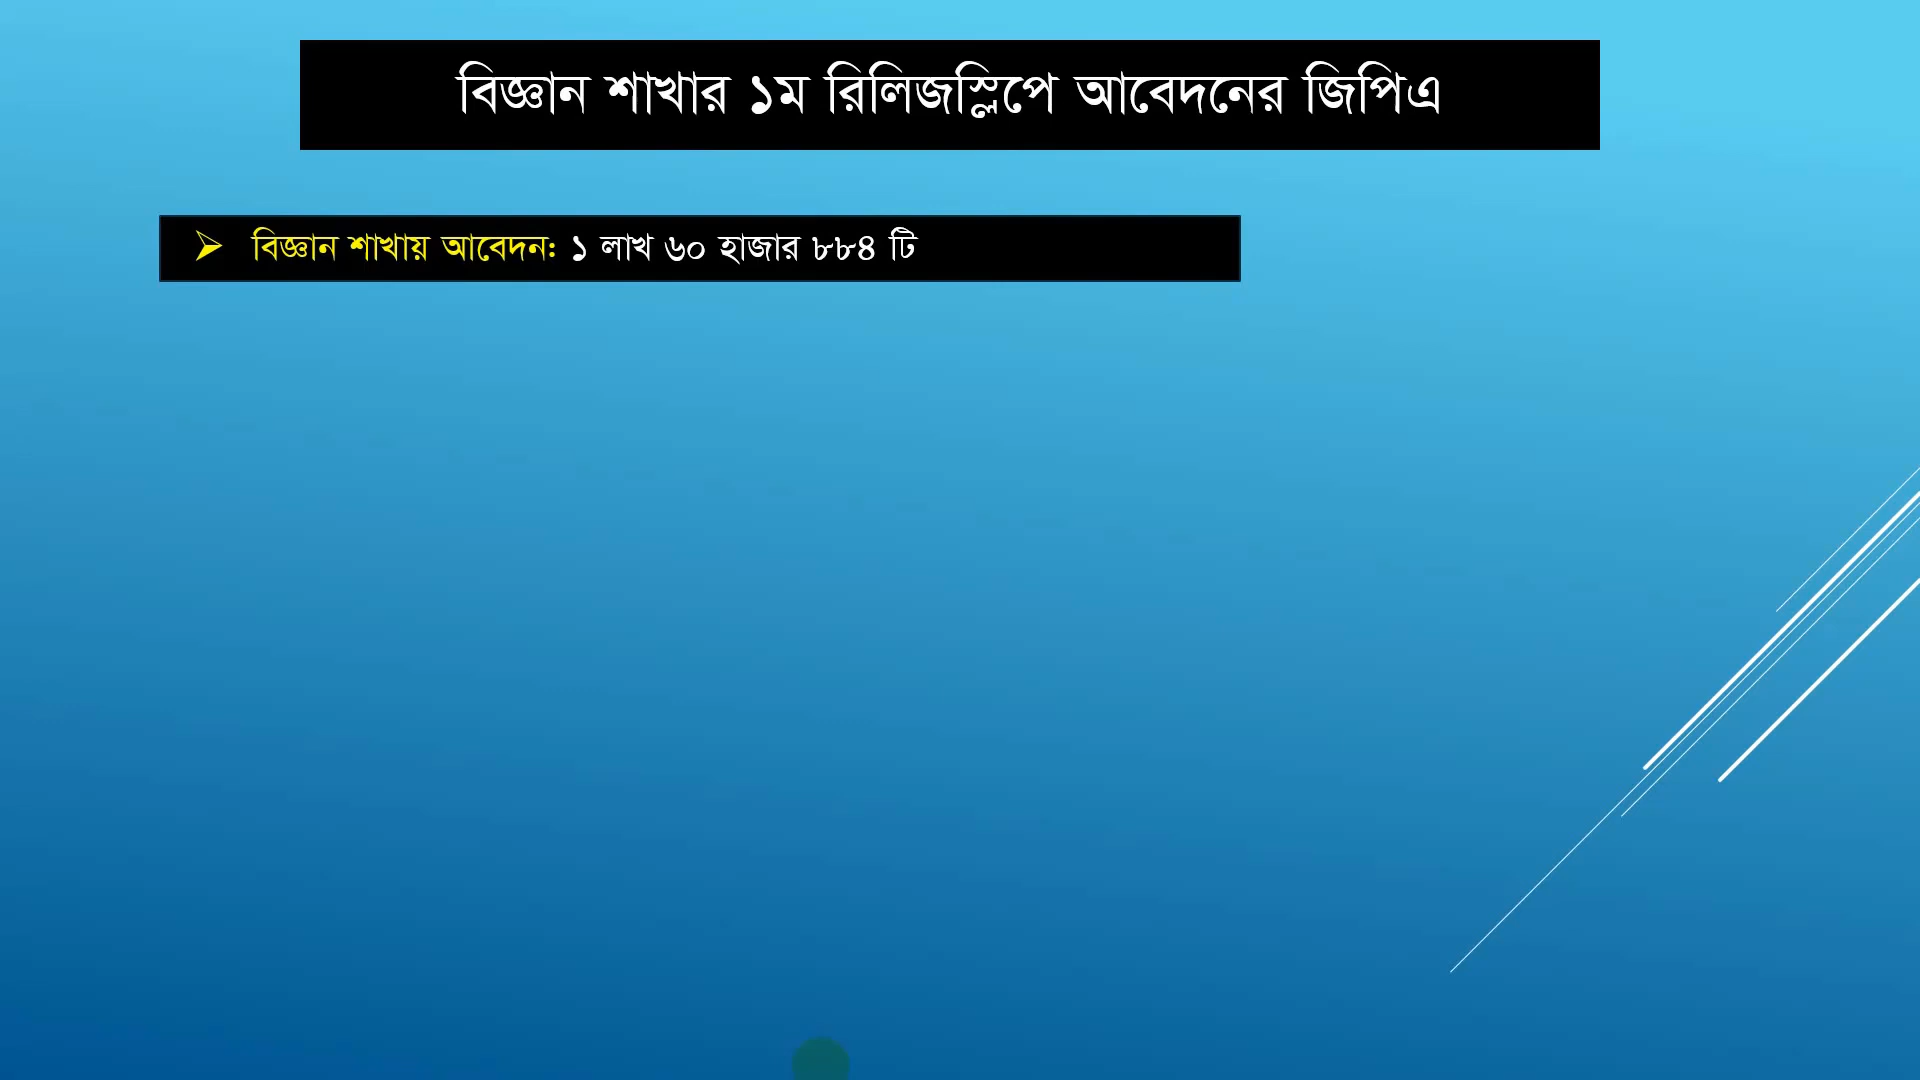 বিজ্ঞান শাখার ১ম রিলিজস্লিপে আবেদনের জিপিএ
➢ বিজ্ঞান শাখায় আবেদন: ১ লাখ ৬০ হাজার ৮৮৪ টি